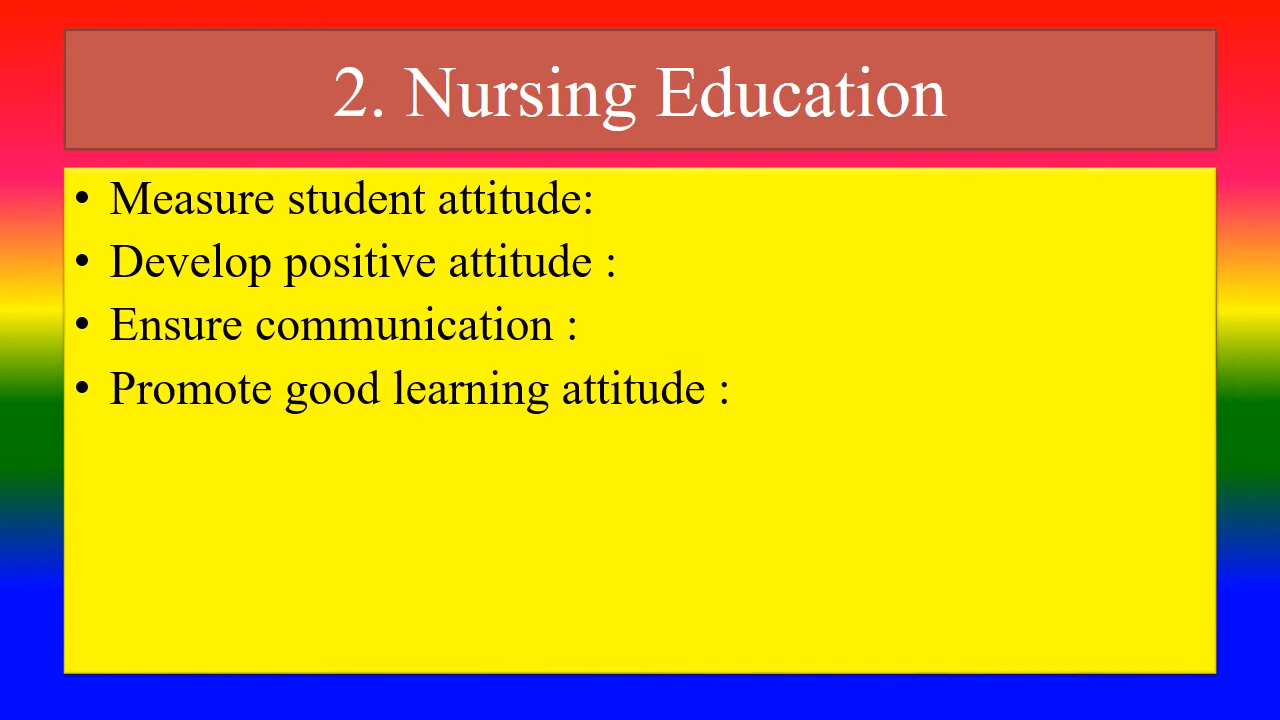 2. Nursing Education
• Measure student attitude:
• Develop positive attitude :
• Ensure communication :
• Promote good learning attitude :